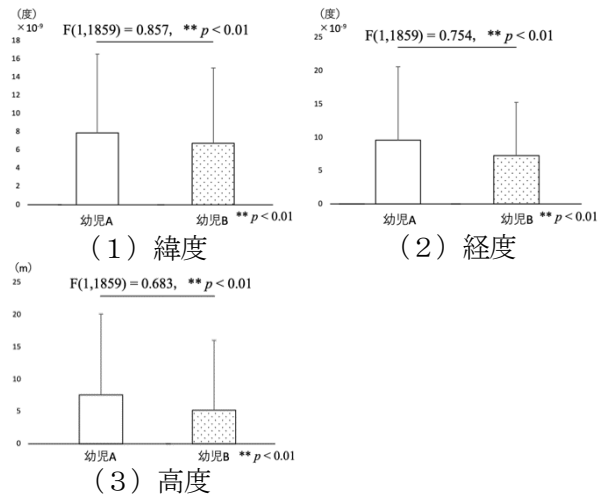 (度)
×10⁻⁹
F(1,1859) = 0.857, ** p < 0.01
18
16
14
12
10
8
6
4
2
0
幼児A
幼児B
** p < 0.01
(1)緯度
(度)
×10⁻⁹
F(1,1859) = 0.754, ** p < 0.01
25
20
15
10
5
0
幼児A
幼児B
** p < 0.01
(2)経度
(m)
F(1,1859) = 0.683, ** p < 0.01
25
20
15
10
5
0
幼児A
幼児B
** p < 0.01
(3)高度